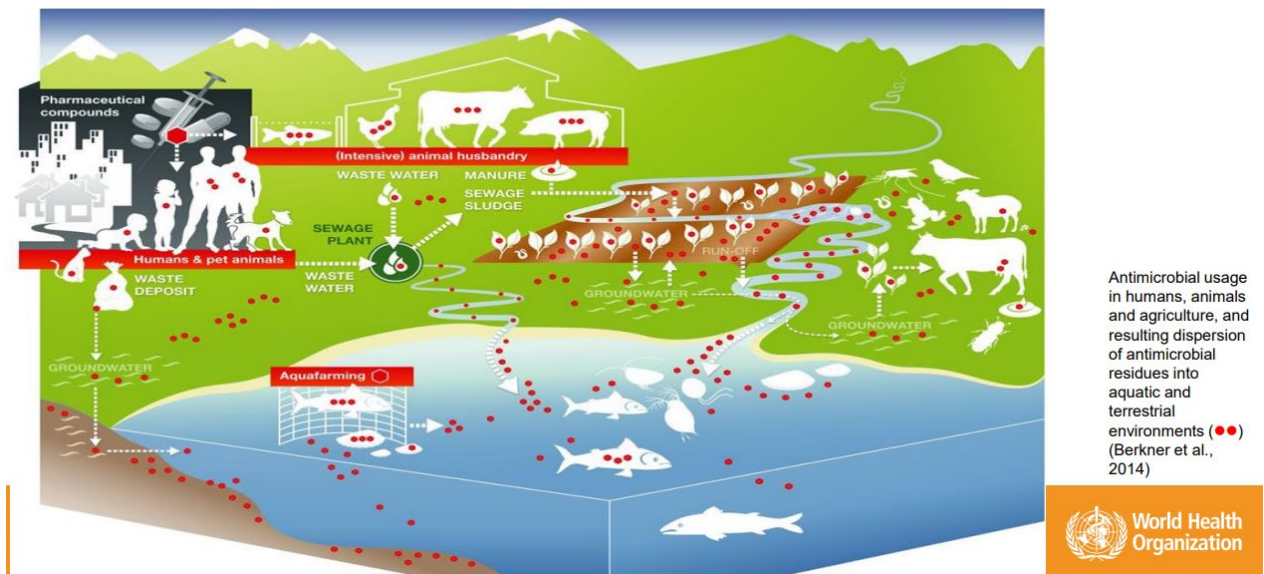 Pharmaceutical
compounds
(Intensive) animal husbandry
WASTE WATER
MANURE
SEWAGE
SLUDGE
SEWAGE
PLANT
Humans & pet animals
WASTE
DEPOSIT
WASTE
WATER
RUN-OFF
GROUNDWATER
GROUNDWATER
GROUNDWATER
Aquafarming
Antimicrobial usage
in humans, animals
and agriculture, and
resulting dispersion
of antimicrobial
residues into
aquatic and
terrestrial
environments (●●)
(Berkner et al.,
2014)
World Health
Organization